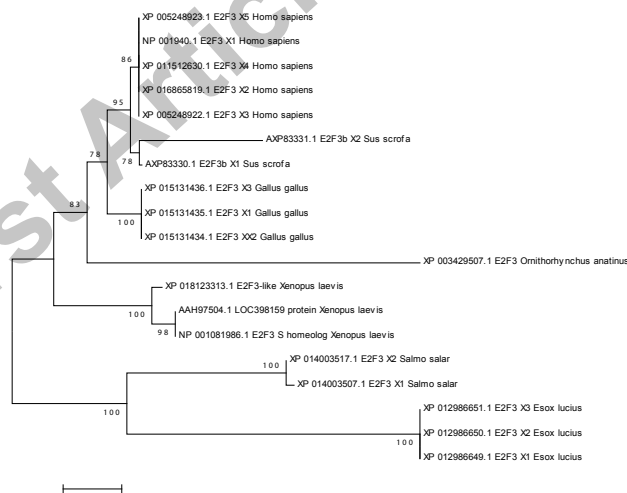 XP 005248923.1 E2F3 X5 Homo sapiens
NP 001940.1 E2F3 X1 Homo sapiens
XP 011512630.1 E2F3 X4 Homo sapiens
XP 016865819.1 E2F3 X2 Homo sapiens
XP 005248922.1 E2F3 X3 Homo sapiens
86
95
AXP83331.1 E2F3b X2 Sus scrofa
AXP83330.1 E2F3b X1 Sus scrofa
78
78
XP 015131436.1 E2F3 X3 Gallus gallus
XP 015131435.1 E2F3 X1 Gallus gallus
XP 015131434.1 E2F3 XX2 Gallus gallus
100
83
XP 003429507.1 E2F3 Ornithorhynchus anatinus
XP 018123313.1 E2F3-like Xenopus laevis
AAH97504.1 LOC398159 protein Xenopus laevis
NP 001081986.1 E2F3 S homeolog Xenopus laevis
100
98
XP 014003517.1 E2F3 X2 Salmo salar
XP 014003507.1 E2F3 X1 Salmo salar
100
XP 012986651.1 E2F3 X3 Esox lucius
XP 012986650.1 E2F3 X2 Esox lucius
XP 012986649.1 E2F3 X1 Esox lucius
100
100
st Artic